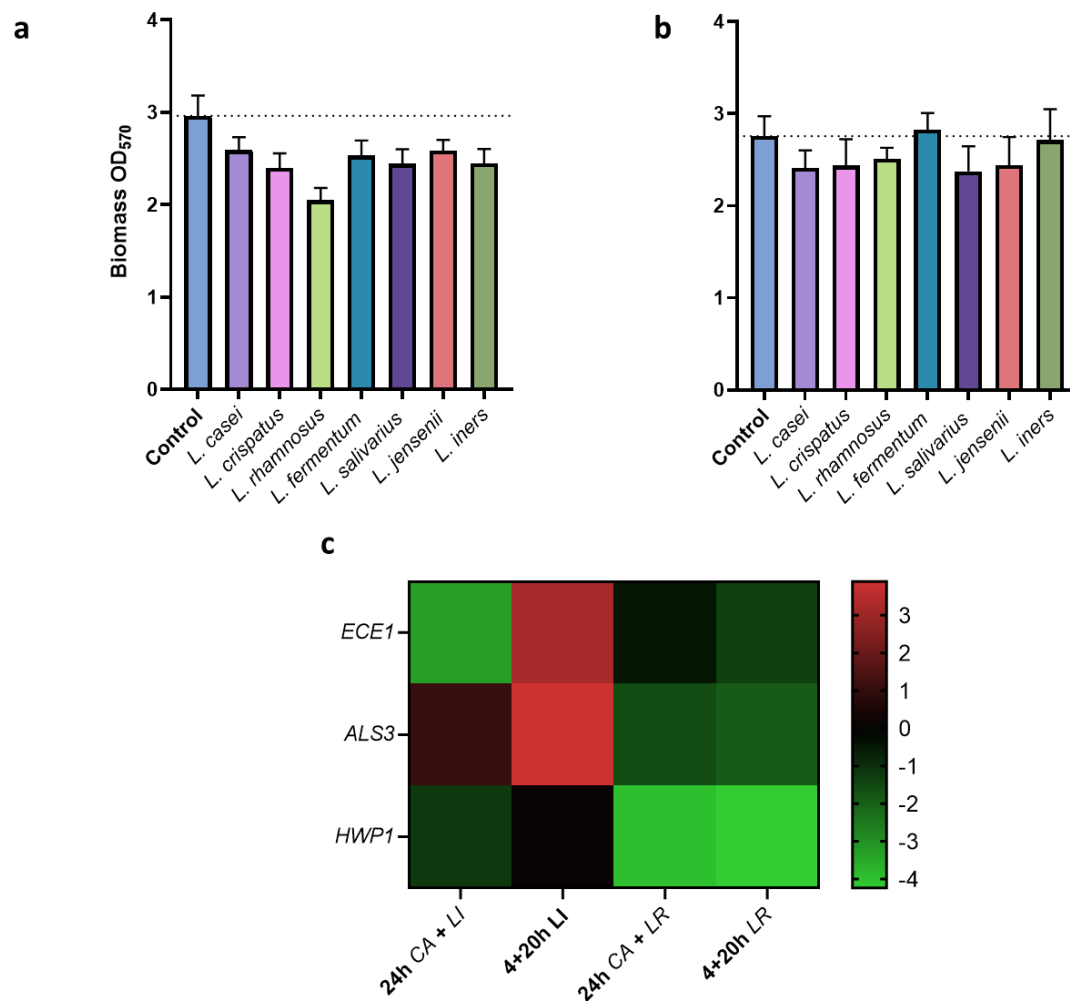 a
4
3
2
1
0
Biomass OD570
Control
L. casei
L. crispatus
L. rhamnosus
L. fermentum
L. salivarius
L. jensenii
L. iners
b
4
3
2
1
0
Control
L. casei
L. crispatus
L. rhamnosus
L. fermentum
L. salivarius
L. jensenii
L. iners
c
ECE1
ALS3
HWP1
24h CA + LI
4+20h LI
24h CA + LR
4+20h LR
3
2
1
0
-1
-2
-3
-4